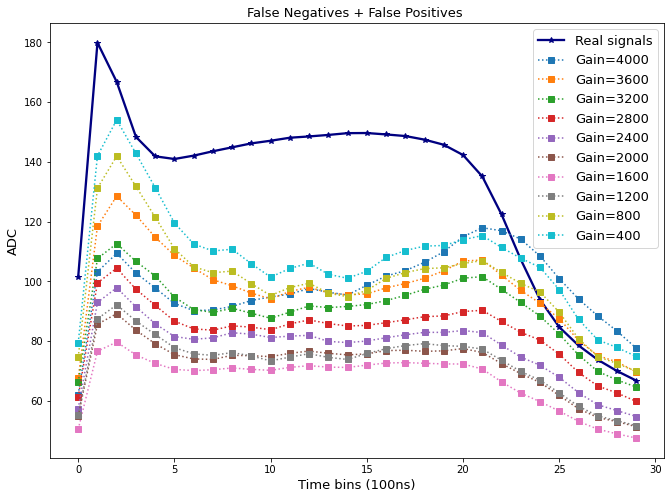 False Negatives + False Positives
Real signals
Gain=4000
Gain=3600
Gain=3200
Gain=2800
Gain=2400
Gain=2000
Gain=1600
Gain=1200
Gain=800
Gain=400
ADC
180
160
140
120
100
80
60
0 5 10 15 20 25 30
Time bins (100ns)